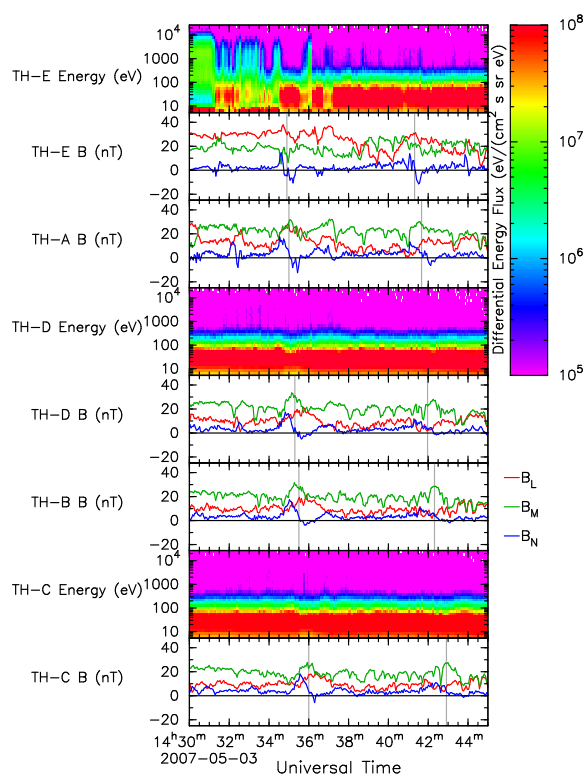 10⁴
1000
100
10
TH-E Energy (eV)
40
20
0
-20
TH-E B (nT)
40
20
0
-20
TH-A B (nT)
10⁴
1000
100
10
TH-D Energy (eV)
40
20
0
-20
TH-D B (nT)
40
20
0
-20
TH-B B (nT)
10⁴
1000
100
10
TH-C Energy (eV)
40
20
0
-20
TH-C B (nT)
14ʰ30ᵐ 32ᵐ 34ᵐ 36ᵐ 38ᵐ 40ᵐ 42ᵐ 44ᵐ
2007-05-03
Universal Time
10⁸
10⁷
10⁶
10⁵
Differential Energy Flux (eV/(cm² s sr eV)
B_L
B_M
B_N